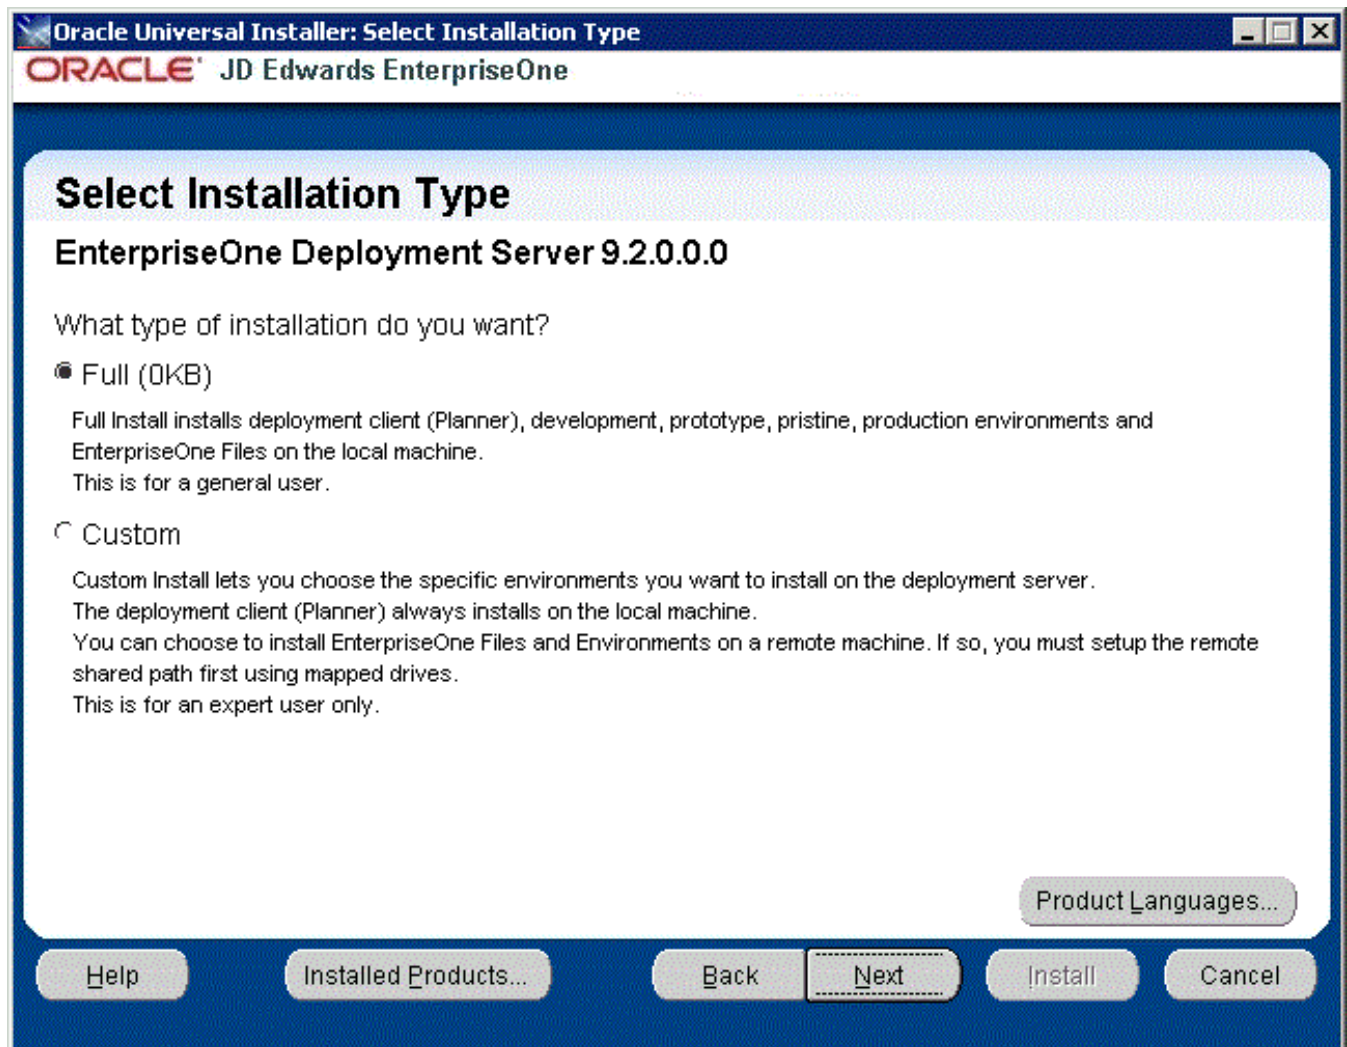 Oracle Universal Installer: Select Installation Type
ORACLE JD Edwards EnterpriseOne
Select Installation Type
EnterpriseOne Deployment Server 9.2.0.0.0
What type of installation do you want?
Full (0KB)
Full Install installs deployment client (Planner), development, prototype, pristine, production environments and
EnterpriseOne Files on the local machine.
This is for a general user.
Custom
Custom Install lets you choose the specific environments you want to install on the deployment server.
The deployment client (Planner) always installs on the local machine.
You can choose to install EnterpriseOne Files and Environments on a remote machine. If so, you must setup the remote
shared path first using mapped drives.
This is for an expert user only.
Product Languages...
Help Installed Products... Back Next Install Cancel